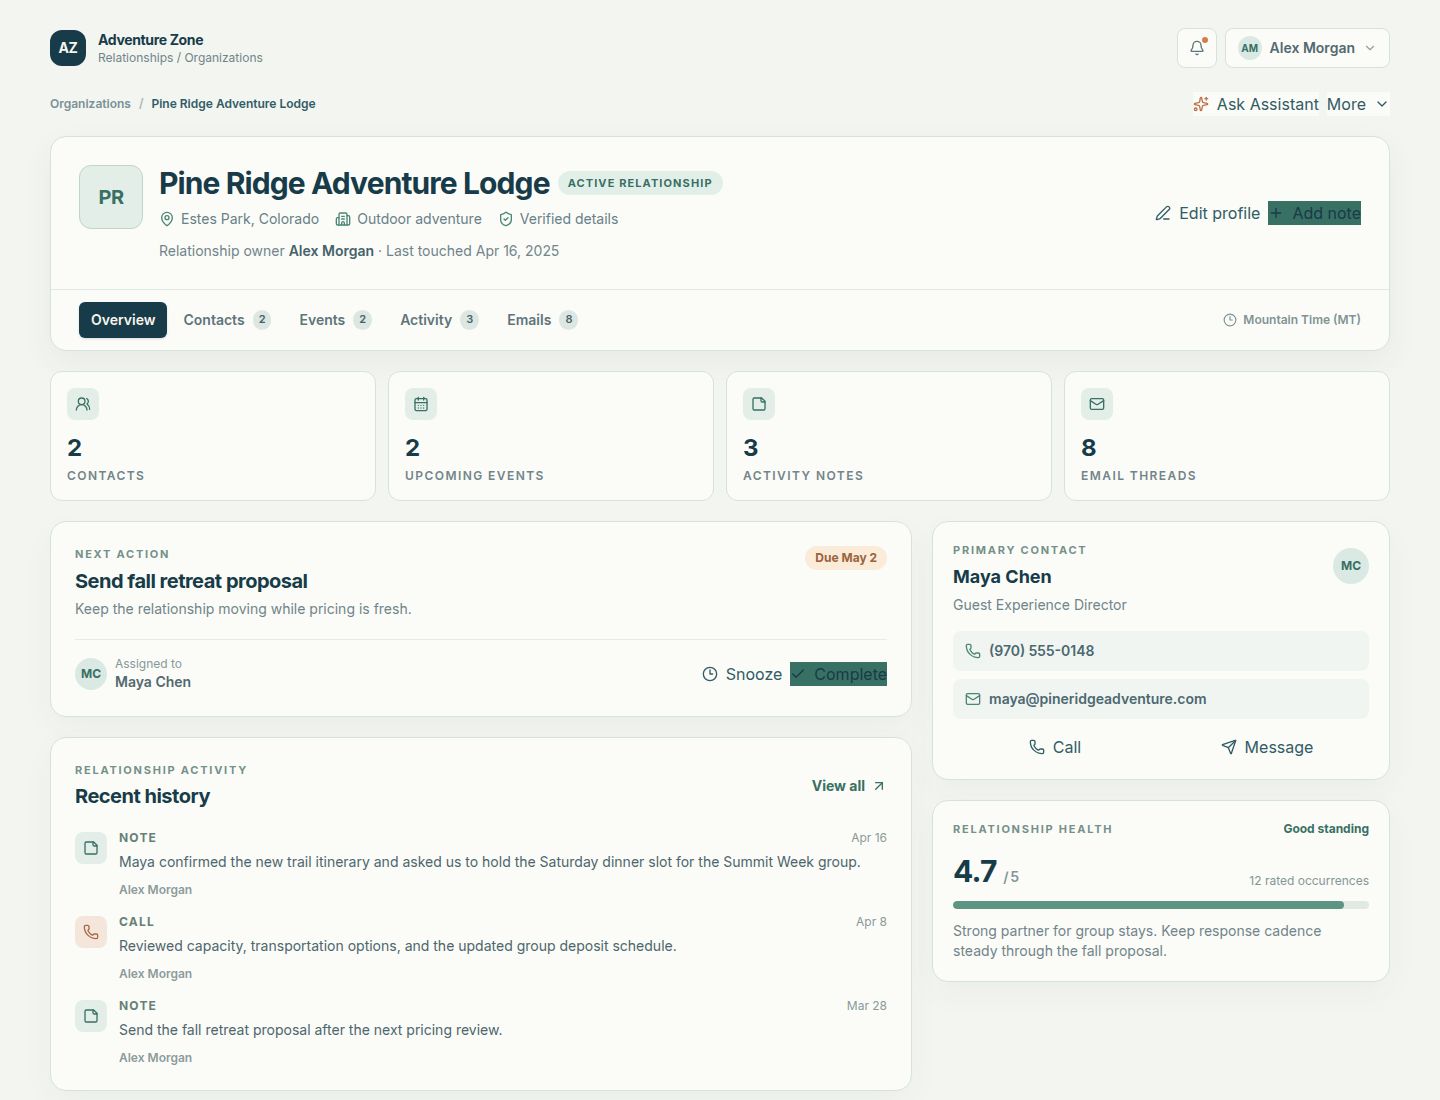 AZ
Adventure Zone
Relationships / Organizations
AM Alex Morgan
Organizations / Pine Ridge Adventure Lodge
Ask Assistant More
PR
Pine Ridge Adventure Lodge ACTIVE RELATIONSHIP
Estes Park, Colorado Outdoor adventure Verified details
Relationship owner Alex Morgan · Last touched Apr 16, 2025
Edit profile + Add note
Overview Contacts 2 Events 2 Activity 3 Emails 8 Mountain Time (MT)
2
CONTACTS
2
UPCOMING EVENTS
3
ACTIVITY NOTES
8
EMAIL THREADS
NEXT ACTION
Due May 2
Send fall retreat proposal
Keep the relationship moving while pricing is fresh.
MC
Assigned to
Maya Chen
Snooze Complete
RELATIONSHIP ACTIVITY
Recent history
View all
NOTE Apr 16
Maya confirmed the new trail itinerary and asked us to hold the Saturday dinner slot for the Summit Week group.
Alex Morgan
CALL Apr 8
Reviewed capacity, transportation options, and the updated group deposit schedule.
Alex Morgan
NOTE Mar 28
Send the fall retreat proposal after the next pricing review.
Alex Morgan
PRIMARY CONTACT
Maya Chen
MC
Guest Experience Director
(970) 555-0148
maya@pineridgeadventure.com
Call Message
RELATIONSHIP HEALTH Good standing
4.7 / 5
12 rated occurrences
Strong partner for group stays. Keep response cadence
steady through the fall proposal.